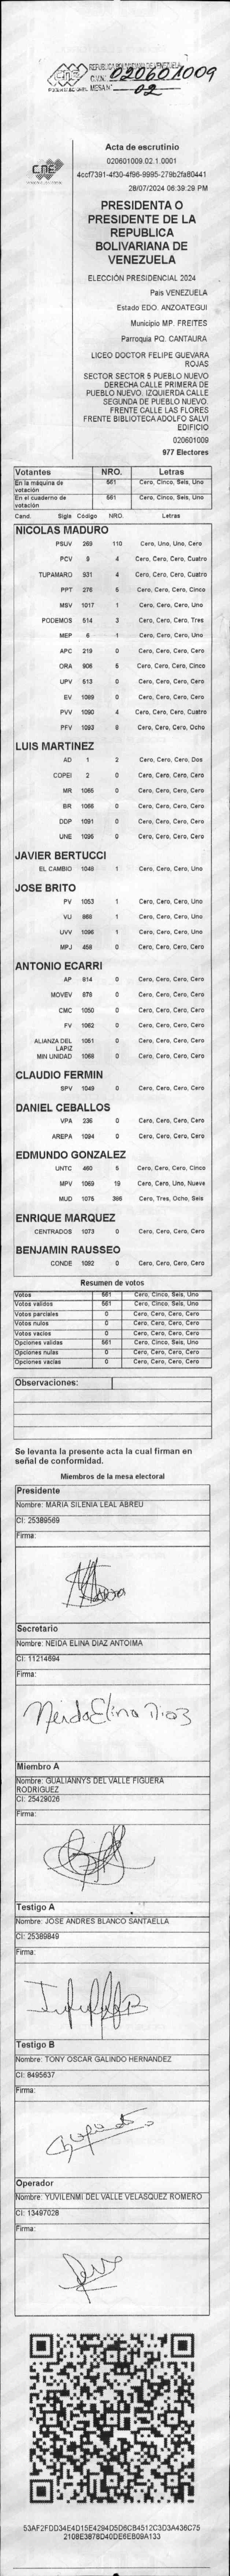 REPUBLICA BOLIVARIANA DE VENEZUELA
CNE
C.V.Nº: 020601009
MESA Nº 02
CNE
Acta de escrutinio
020601009.02.1.0001
4ccf7391-4f30-4f96-9995-279b2fa80441
28/07/2024 06:39:29 PM
PRESIDENTA O
PRESIDENTE DE LA
REPUBLICA
BOLIVARIANA DE
VENEZUELA
ELECCIÓN PRESIDENCIAL 2024
Pais VENEZUELA
Estado EDO. ANZOATEGUI
Municipio MP. FREITES
Parroquia PQ. CANTAURA
LICEO DOCTOR FELIPE GUEVARA
ROJAS
SECTOR SECTOR 5 PUEBLO NUEVO
DERECHA CALLE PRIMERA DE
PUEBLO NUEVO. IZQUIERDA CALLE
SEGUNDA DE PUEBLO NUEVO.
FRENTE CALLE LAS FLORES
FRENTE BIBLIOTECA ADOLFO SALVI
EDIFICIO
020601009
977 Electores
Votantes NRO. Letras
En la máquina de votación 561 Cero, Cinco, Seis, Uno
En el cuaderno de votación 561 Cero, Cinco, Seis, Uno
Cand. Sigla Código NRO. Letras
NICOLAS MADURO
PSUV 269 110 Cero, Uno, Uno, Cero
PCV 9 4 Cero, Cero, Cero, Cuatro
TUPAMARO 931 4 Cero, Cero, Cero, Cuatro
PPT 276 5 Cero, Cero, Cero, Cinco
MSV 1017 1 Cero, Cero, Cero, Uno
PODEMOS 514 3 Cero, Cero, Cero, Tres
MEP 6 1 Cero, Cero, Cero, Uno
APC 219 0 Cero, Cero, Cero, Cero
ORA 906 5 Cero, Cero, Cero, Cinco
UPV 513 0 Cero, Cero, Cero, Cero
EV 1089 0 Cero, Cero, Cero, Cero
PVV 1090 4 Cero, Cero, Cero, Cuatro
PFV 1093 8 Cero, Cero, Cero, Ocho
LUIS MARTINEZ
AD 1 2 Cero, Cero, Cero, Dos
COPEI 2 0 Cero, Cero, Cero, Cero
MR 1065 0 Cero, Cero, Cero, Cero
BR 1066 0 Cero, Cero, Cero, Cero
DDP 1091 0 Cero, Cero, Cero, Cero
UNE 1095 0 Cero, Cero, Cero, Cero
JAVIER BERTUCCI
EL CAMBIO 1048 1 Cero, Cero, Cero, Uno
JOSE BRITO
PV 1053 1 Cero, Cero, Cero, Uno
VU 868 1 Cero, Cero, Cero, Uno
UVV 1096 1 Cero, Cero, Cero, Uno
MPJ 458 0 Cero, Cero, Cero, Cero
ANTONIO ECARRI
AP 814 0 Cero, Cero, Cero, Cero
MOVEV 878 0 Cero, Cero, Cero, Cero
CMC 1050 0 Cero, Cero, Cero, Cero
FV 1062 0 Cero, Cero, Cero, Cero
ALIANZA DEL LAPIZ 1051 0 Cero, Cero, Cero, Cero
MIN UNIDAD 1068 0 Cero, Cero, Cero, Cero
CLAUDIO FERMIN
SPV 1049 0 Cero, Cero, Cero, Cero
DANIEL CEBALLOS
VPA 236 0 Cero, Cero, Cero, Cero
AREPA 1094 0 Cero, Cero, Cero, Cero
EDMUNDO GONZALEZ
UNTC 460 5 Cero, Cero, Cero, Cinco
MPV 1069 19 Cero, Cero, Uno, Nueve
MUD 1075 386 Cero, Tres, Ocho, Seis
ENRIQUE MARQUEZ
CENTRADOS 1073 0 Cero, Cero, Cero, Cero
BENJAMIN RAUSSEO
CONDE 1092 0 Cero, Cero, Cero, Cero
Resumen de votos
Votos 561 Cero, Cinco, Seis, Uno
Votos validos 561 Cero, Cinco, Seis, Uno
Votos parciales 0 Cero, Cero, Cero, Cero
Votos nulos 0 Cero, Cero, Cero, Cero
Votos vacios 0 Cero, Cero, Cero, Cero
Opciones validas 561 Cero, Cinco, Seis, Uno
Opciones nulas 0 Cero, Cero, Cero, Cero
Opciones vacias 0 Cero, Cero, Cero, Cero
Observaciones:
Se levanta la presente acta la cual firman en
señal de conformidad.
Miembros de la mesa electoral
Presidente
Nombre: MARIA SILENIA LEAL ABREU
CI: 25389569
Firma:
Secretario
Nombre: NEIDA ELINA DIAZ ANTOIMA
CI: 11214694
Firma:
Neida Elina Diaz
Miembro A
Nombre: GUALIANNYS DEL VALLE FIGUERA
RODRIGUEZ
CI: 25429026
Firma:
Testigo A
Nombre: JOSE ANDRES BLANCO SANTAELLA
CI: 25389849
Firma:
Testigo B
Nombre: TONY OSCAR GALINDO HERNANDEZ
CI: 8495637
Firma:
Operador
Nombre: YUVILENMI DEL VALLE VELASQUEZ ROMERO
CI: 13497028
Firma:
53AF2FDD34E4D15E4294D5D6CB4512C3D3A436C75
2108E3878D40DE6EB09A133